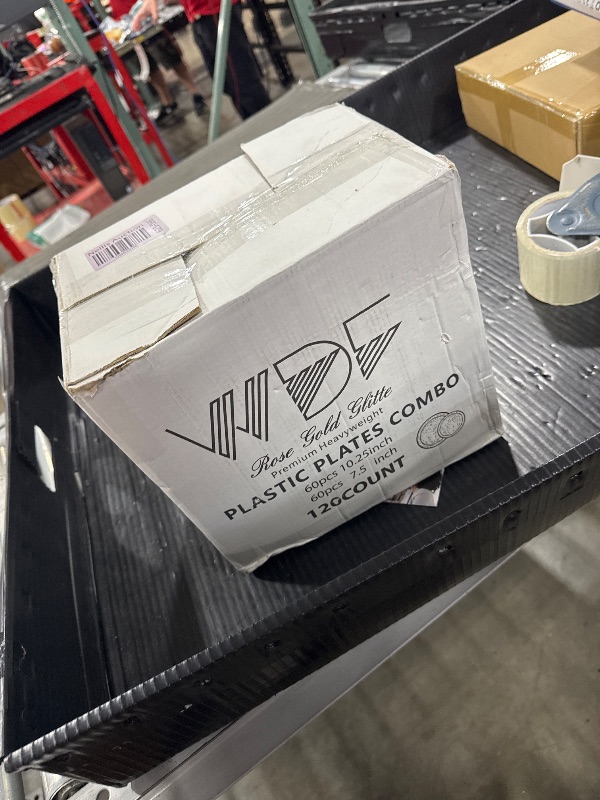 WDF
Rose Gold Glitte
Premium Heavyweight
PLASTIC PLATES COMBO
60pcs 10.25inch
60pcs 7.5 inch
120COUNT